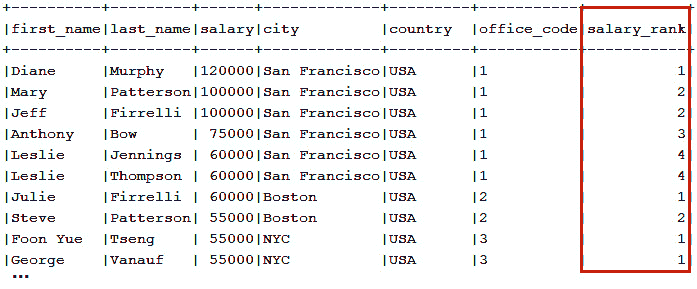 +-----------+---------+------+-------------+---------+-----------+-----------+
|first_name|last_name|salary|city |country |office_code|salary_rank|
+-----------+---------+------+-------------+---------+-----------+-----------+
|Diane |Murphy |120000|San Francisco|USA |1 | 1|
|Mary |Patterson|100000|San Francisco|USA |1 | 2|
|Jeff |Firrelli |100000|San Francisco|USA |1 | 2|
|Anthony |Bow | 75000|San Francisco|USA |1 | 3|
|Leslie |Jennings | 60000|San Francisco|USA |1 | 4|
|Leslie |Thompson | 60000|San Francisco|USA |1 | 4|
|Julie |Firrelli | 60000|Boston |USA |2 | 1|
|Steve |Patterson| 55000|Boston |USA |2 | 2|
|Foon Yue |Tseng | 55000|NYC |USA |3 | 1|
|George |Vanauf | 55000|NYC |USA |3 | 1|
...